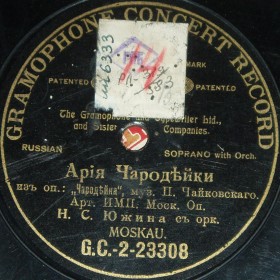 GRAMOPHONE CONCERT RECORD
MARK
PATENTED
PATENTED
The Gramophone and Typewriter Ltd.,
and Sister Companies.
RUSSIAN
SOPRANO with Orch.
Арія Чародѣйки
изъ оп.: „Чародѣйка", муз. П. Чайковскаго.
Арт. ИМП. Моск. Оп.
Н. С. Южина съ орк.
MOSKAU.
G.C.-2-23308